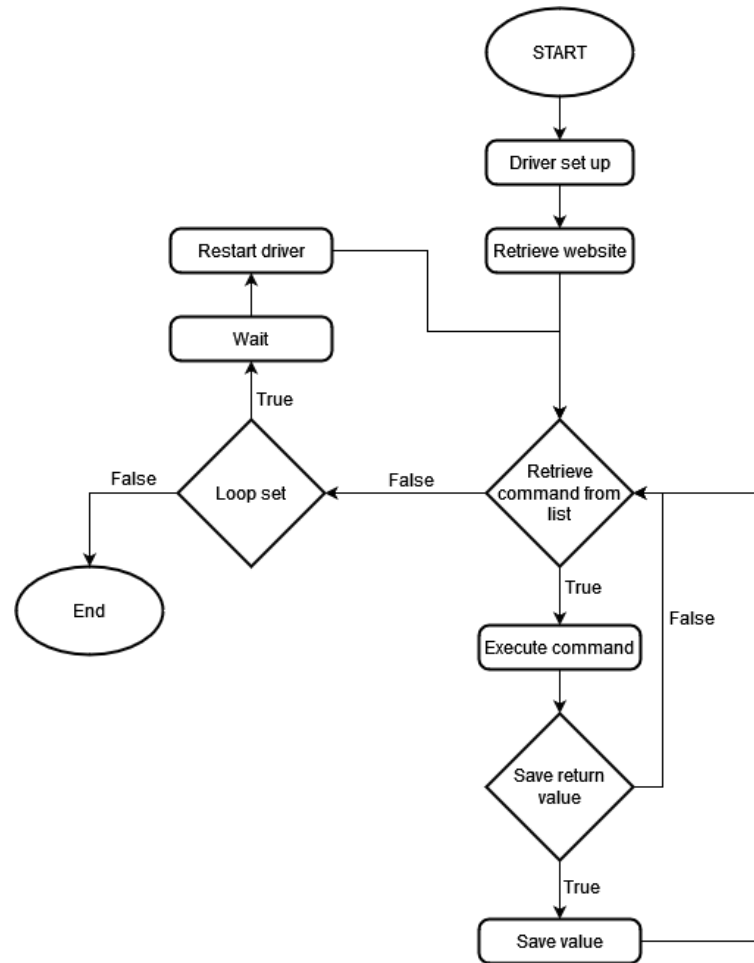 START
Driver set up
Retrieve website
Restart driver
Wait
True
Loop set
False
False
Retrieve
command from
list
End
True
False
Execute command
Save return
value
True
Save value